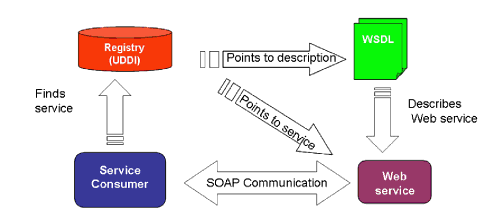 Registry
(UDDI)
Points to description
WSDL
Finds
service
Points to service
Describes
Web service
Service
Consumer
SOAP Communication
Web
service